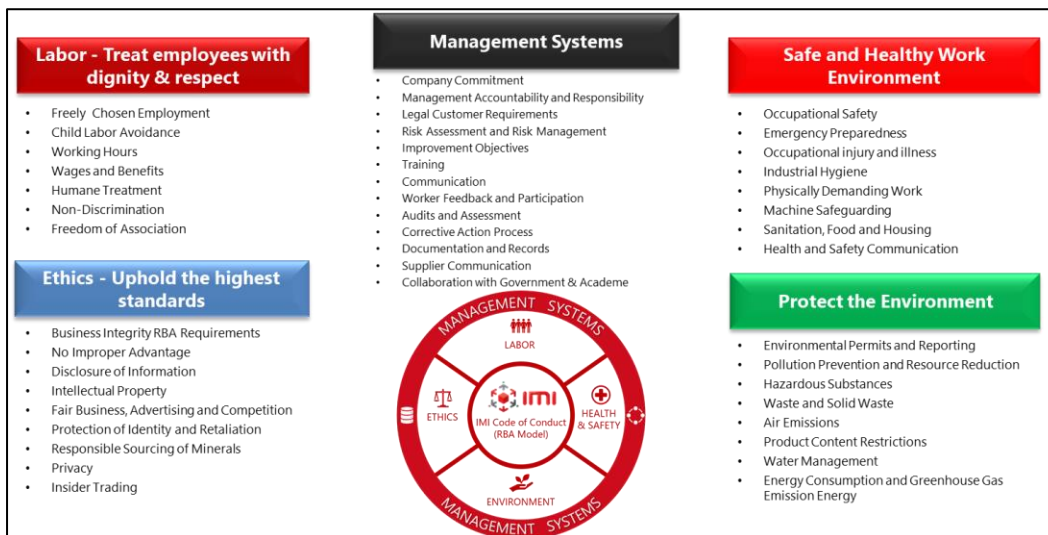 Labor - Treat employees with
dignity & respect
• Freely Chosen Employment
• Child Labor Avoidance
• Working Hours
• Wages and Benefits
• Humane Treatment
• Non-Discrimination
• Freedom of Association
Ethics - Uphold the highest
standards
• Business Integrity RBA Requirements
• No Improper Advantage
• Disclosure of Information
• Intellectual Property
• Fair Business, Advertising and Competition
• Protection of Identity and Retaliation
• Responsible Sourcing of Minerals
• Privacy
• Insider Trading
Management Systems
• Company Commitment
• Management Accountability and Responsibility
• Legal Customer Requirements
• Risk Assessment and Risk Management
• Improvement Objectives
• Training
• Communication
• Worker Feedback and Participation
• Audits and Assessment
• Corrective Action Process
• Documentation and Records
• Supplier Communication
• Collaboration with Government & Academe
MANAGEMENT SYSTEMS
LABOR
ETHICS
IMI
IMI Code of Conduct
(RBA Model)
HEALTH
& SAFETY
ENVIRONMENT
MANAGEMENT SYSTEMS
Safe and Healthy Work
Environment
• Occupational Safety
• Emergency Preparedness
• Occupational injury and illness
• Industrial Hygiene
• Physically Demanding Work
• Machine Safeguarding
• Sanitation, Food and Housing
• Health and Safety Communication
Protect the Environment
• Environmental Permits and Reporting
• Pollution Prevention and Resource Reduction
• Hazardous Substances
• Waste and Solid Waste
• Air Emissions
• Product Content Restrictions
• Water Management
• Energy Consumption and Greenhouse Gas
Emission Energy